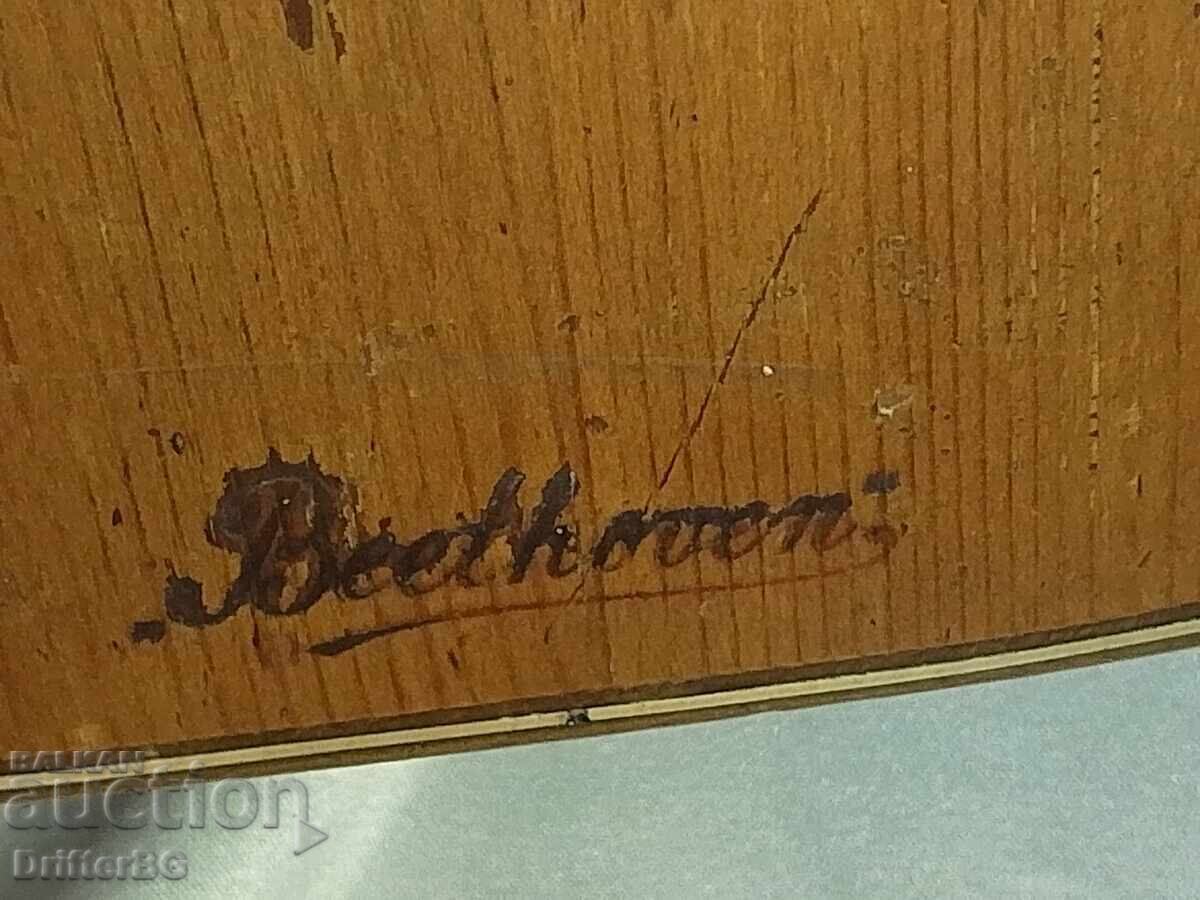 Beethoven
BALKAN
auction
DrifterBG